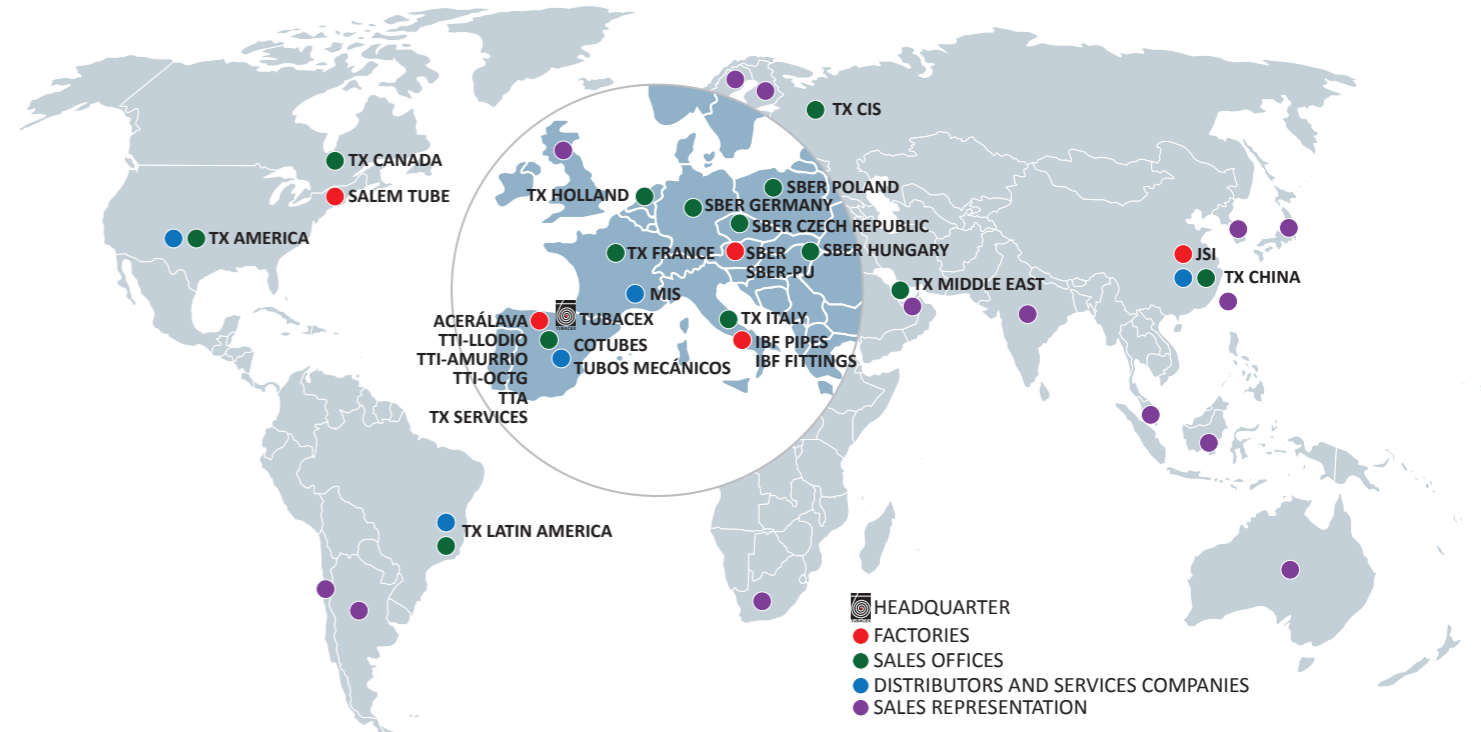 TX CIS
TX CANADA
SALEM TUBE
TX AMERICA
TX HOLLAND
SBER POLAND
SBER GERMANY
SBER CZECH REPUBLIC
TX FRANCE
SBER
SBER-PU
SBER HUNGARY
MIS
JSI
TX CHINA
TX MIDDLE EAST
ACERÁLAVA
TTI-LLODIO
TTI-AMURRIO
TTI-OCTG
TTA
TX SERVICES
TUBACEX
TUBACEX
COTUBES
TUBOS MECÁNICOS
TX ITALY
IBF PIPES
IBF FITTINGS
TX LATIN AMERICA
TUBACEX
HEADQUARTER
FACTORIES
SALES OFFICES
DISTRIBUTORS AND SERVICES COMPANIES
SALES REPRESENTATION